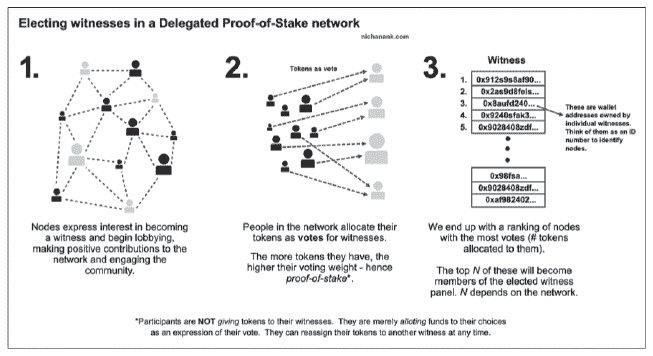 Electing witnesses in a Delegated Proof-of-Stake network
nichanank.com
1.
Nodes express interest in becoming
a witness and begin lobbying,
making positive contributions to the
network and engaging the
community.
2.
Tokens as vote
People in the network allocate their
tokens as votes for witnesses.
The more tokens they have, the
higher their voting weight - hence
proof-of-stake*.
3.
Witness
1. 0x912s9s8af90...
2. 0x2as9d8fois...
3. 0x8aufd240...
4. 0x9240sfak3...
5. 0x9028408zdf...
0x98fsa...
0x9028408zdf...
0xaf982402...
These are wallet
addresses owned by
individual witnesses.
Think of them as an ID
number to identify
nodes.
We end up with a ranking of nodes
with the most votes (# tokens
allocated to them).
The top N of these will become
members of the elected witness
panel. N depends on the network.
*Participants are NOT giving tokens to their witnesses. They are merely alloting funds to their choices
as an expression of their vote. They can reassign their tokens to another witness at any time.